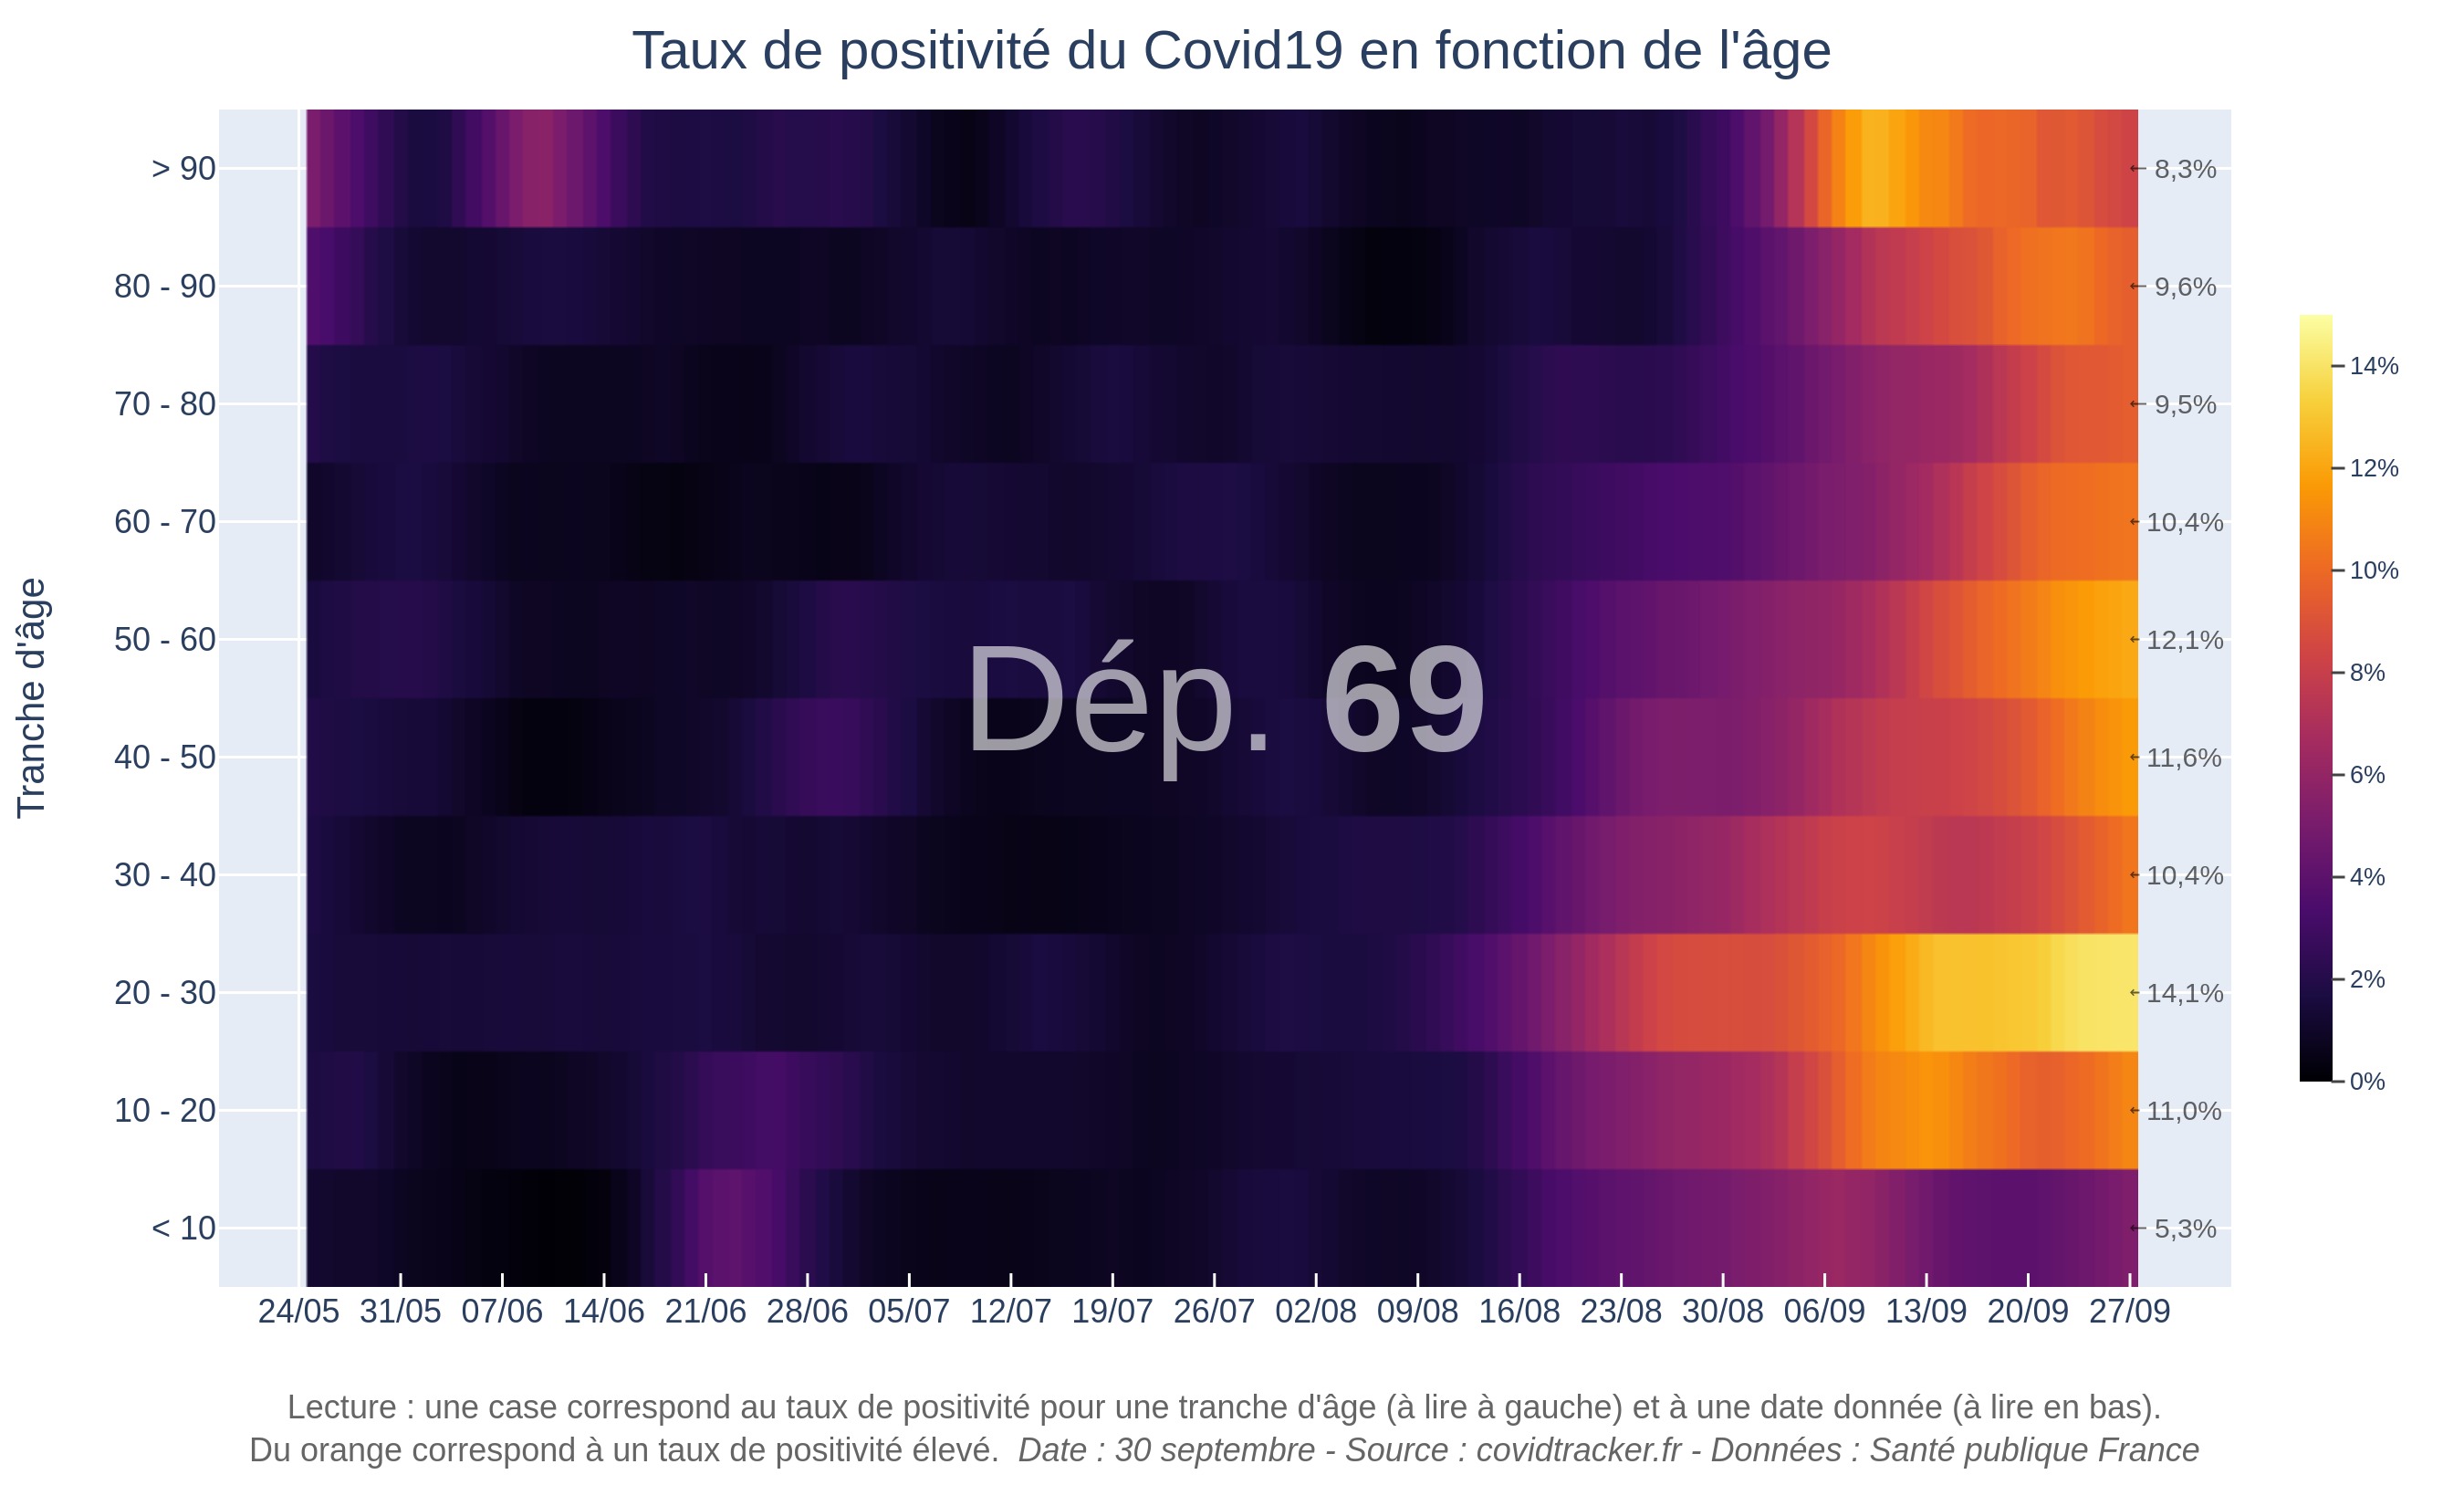 Taux de positivité du Covid19 en fonction de l'âge
> 90
8,3%
80 - 90
9,6%
70 - 80
9,5%
60 - 70
10,4%
50 - 60
12,1%
40 - 50
11,6%
30 - 40
10,4%
20 - 30
14,1%
10 - 20
11,0%
< 10
5,3%
Tranche d'âge
Dép. 69
14%
12%
10%
8%
6%
4%
2%
0%
24/05 31/05 07/06 14/06 21/06 28/06 05/07 12/07 19/07 26/07 02/08 09/08 16/08 23/08 30/08 06/09 13/09 20/09 27/09
Lecture : une case correspond au taux de positivité pour une tranche d'âge (à lire à gauche) et à une date donnée (à lire en bas).
Du orange correspond à un taux de positivité élevé. Date : 30 septembre - Source : covidtracker.fr - Données : Santé publique France